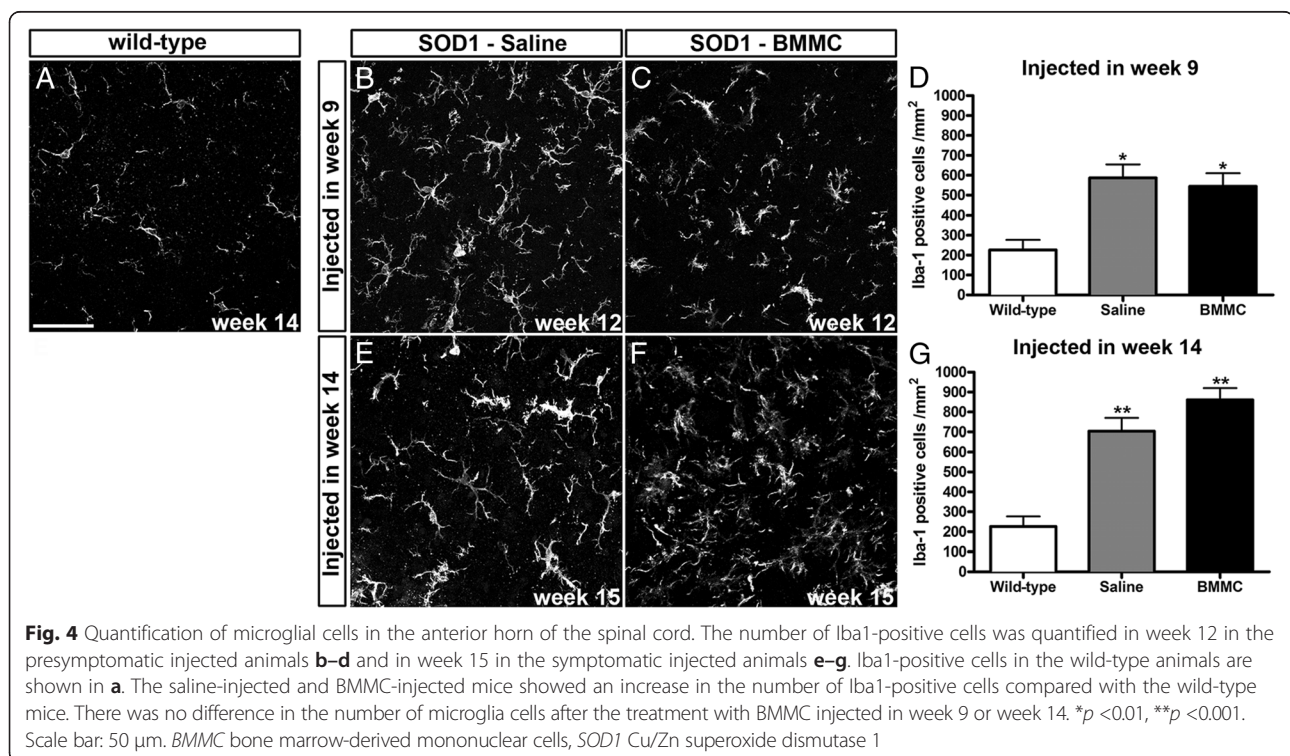 wild-type
SOD1 - Saline
SOD1 - BMMC
Injected in week 9
A
week 14
B
week 12
C
week 12
D
Injected in week 9
Iba-1 positive cells /mm²
1000
900
800
700
600
500
400
300
200
100
0
*
*
Wild-type
Saline
BMMC
Injected in week 14
E
week 15
F
week 15
G
Injected in week 14
Iba-1 positive cells /mm²
1000
900
800
700
600
500
400
300
200
100
0
**
**
Wild-type
Saline
BMMC
Fig. 4 Quantification of microglial cells in the anterior horn of the spinal cord. The number of Iba1-positive cells was quantified in week 12 in the
presymptomatic injected animals b–d and in week 15 in the symptomatic injected animals e–g. Iba1-positive cells in the wild-type animals are
shown in a. The saline-injected and BMMC-injected mice showed an increase in the number of Iba1-positive cells compared with the wild-type
mice. There was no difference in the number of microglia cells after the treatment with BMMC injected in week 9 or week 14. *p <0.01, **p <0.001.
Scale bar: 50 μm. BMMC bone marrow-derived mononuclear cells, SOD1 Cu/Zn superoxide dismutase 1